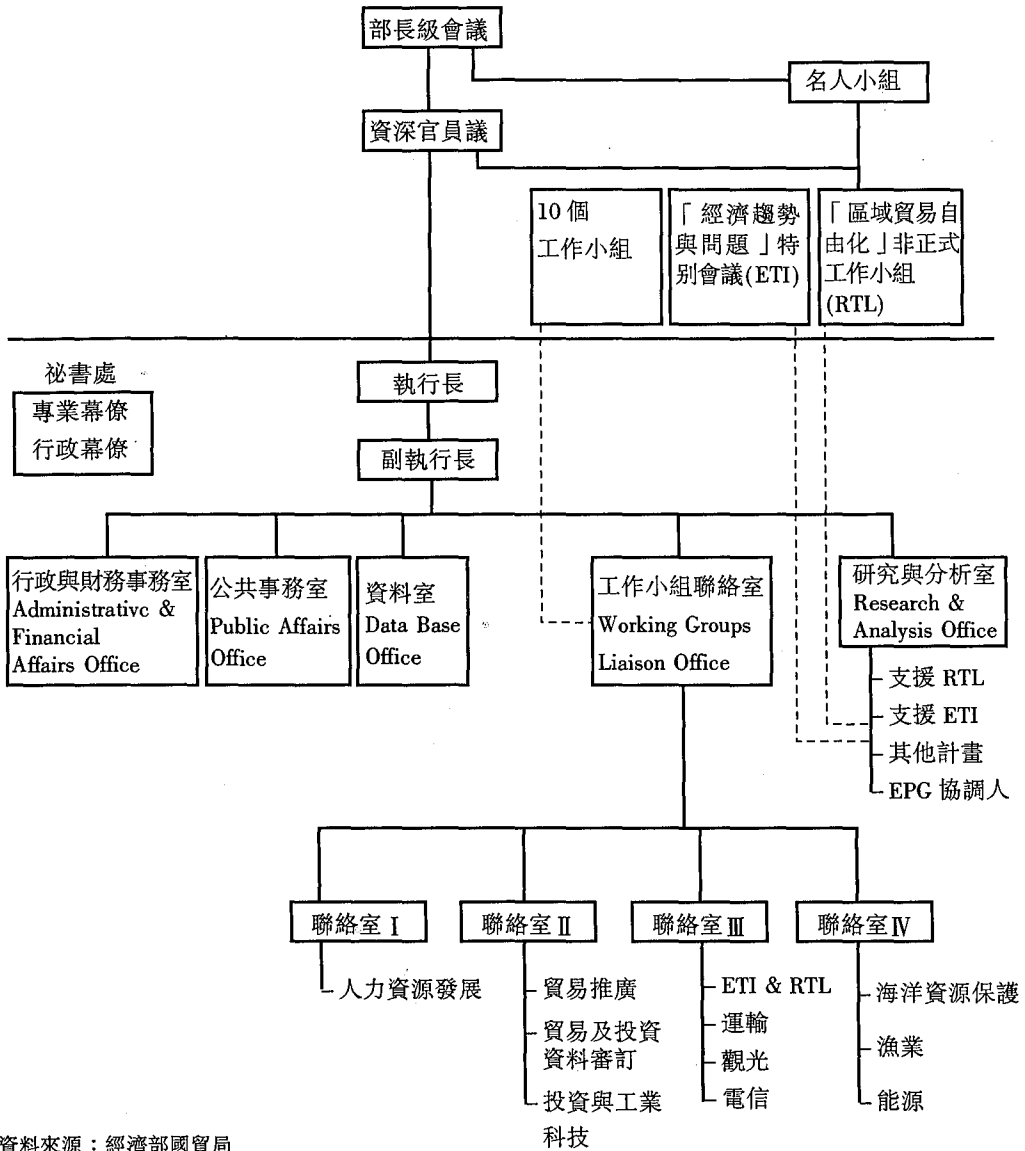 部長級會議
名人小組
資深官員議
10 個
工作小組
「經濟趨勢
與問題」特
别會議(ETI)
「區域貿易自
由化」非正式
工作小組
(RTL)
祕書處
專業幕僚
行政幕僚
執行長
副執行長
行政與財務事務室
Administrativc &
Financial
Affairs Office
公共事務室
Public Affairs
Office
資料室
Data Base
Office
工作小組聯絡室
Working Groups
Liaison Office
研究與分析室
Research &
Analysis Office
支援 RTL
支援 ETI
其他計畫
EPG 協調人
聯絡室 I
人力資源發展
聯絡室 II
貿易推廣
貿易及投資
資料審訂
投資與工業
科技
聯絡室 III
ETI & RTL
運輸
觀光
電信
聯絡室 IV
海洋資源保護
漁業
能源
資料來源：經濟部國貿局